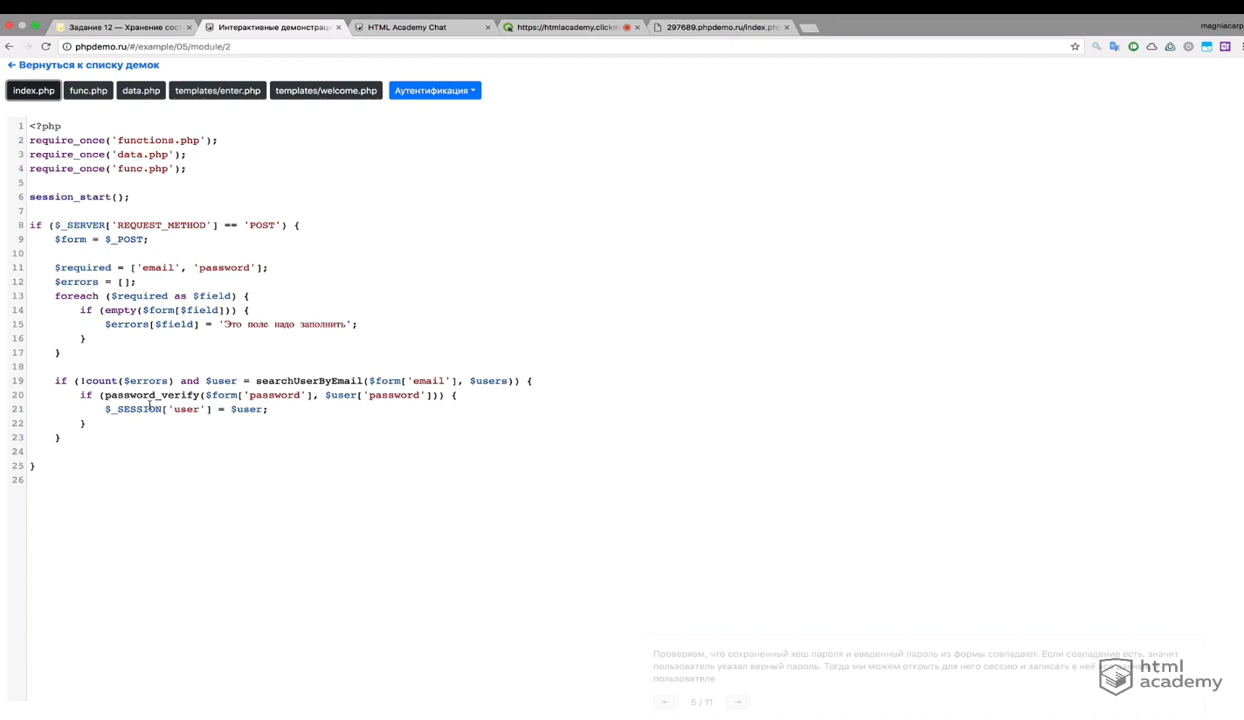 Задание 12 — Хранение сос
Интерактивные демонстрац
HTML Academy Chat
https://htmlacademy.clickm
297689.phpdemo.ru/index.ph
magniacarp
phpdemo.ru/#/example/05/module/2
← Вернуться к списку демок
index.php
func.php
data.php
templates/enter.php
templates/welcome.php
Аутентификация
1 <?php
2 require_once('functions.php');
3 require_once('data.php');
4 require_once('func.php');
5
6 session_start();
7
8 if ($_SERVER['REQUEST_METHOD'] == 'POST') {
9 $form = $_POST;
10
11 $required = ['email', 'password'];
12 $errors = [];
13 foreach ($required as $field) {
14 if (empty($form[$field])) {
15 $errors[$field] = 'Это поле надо заполнить';
16 }
17 }
18
19 if (!count($errors) and $user = searchUserByEmail($form['email'], $users)) {
20 if (password_verify($form['password'], $user['password'])) {
21 $_SESSION['user'] = $user;
22 }
23 }
24
25 }
26
Проверяем, что сохраненный хеш пароля и введенный пароль из формы совпадают. Если совпадение есть, значит
пользователь указал верный пароль. Тогда мы можем открыть для него сессию и записать в неё
пользователе
5 / 11
html
academy